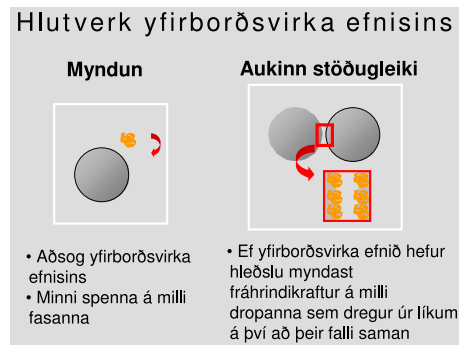 Hlutverk yfirborðsvirka efnisins
Myndun
Aukinn stöðugleiki
• Aðsog yfirborðsvirka
efnisins
• Minni spenna á milli
fasanna
• Ef yfirborðsvirka efnið hefur
hleðslu myndast
fráhrindikraftur á milli
dropanna sem dregur úr líkum
á því að þeir falli saman